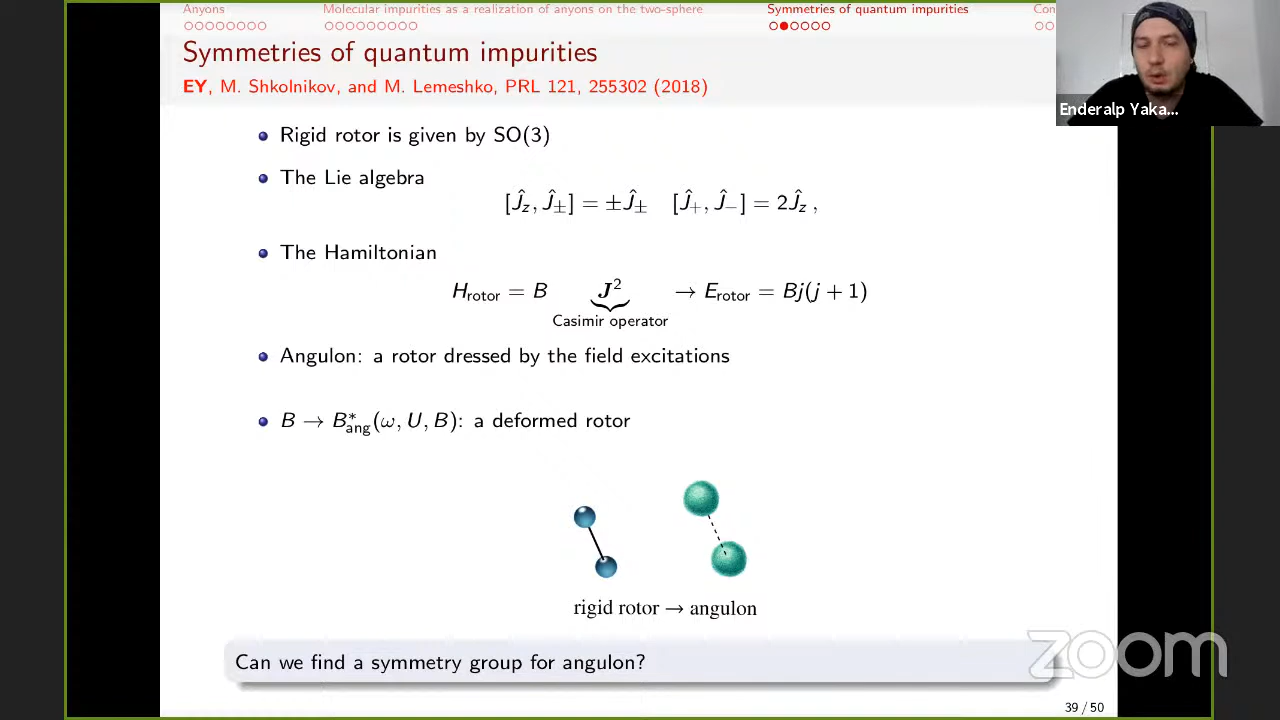 Anyons
Molecular impurities as a realization of anyons on the two-sphere
Symmetries of quantum impurities
Con
Symmetries of quantum impurities
EY, M. Shkolnikov, and M. Lemeshko, PRL 121, 255302 (2018)
Enderalp Yaka...
Rigid rotor is given by SO(3)
The Lie algebra
[Ĵ_z, Ĵ_±] = ±Ĵ_±   [Ĵ_+, Ĵ_−] = 2Ĵ_z ,
The Hamiltonian
H_rotor = B J² → E_rotor = Bj(j + 1)
Casimir operator
Angulon: a rotor dressed by the field excitations
B → B*_ang(ω, U, B): a deformed rotor
rigid rotor → angulon
Can we find a symmetry group for angulon?
zoom
39 / 50